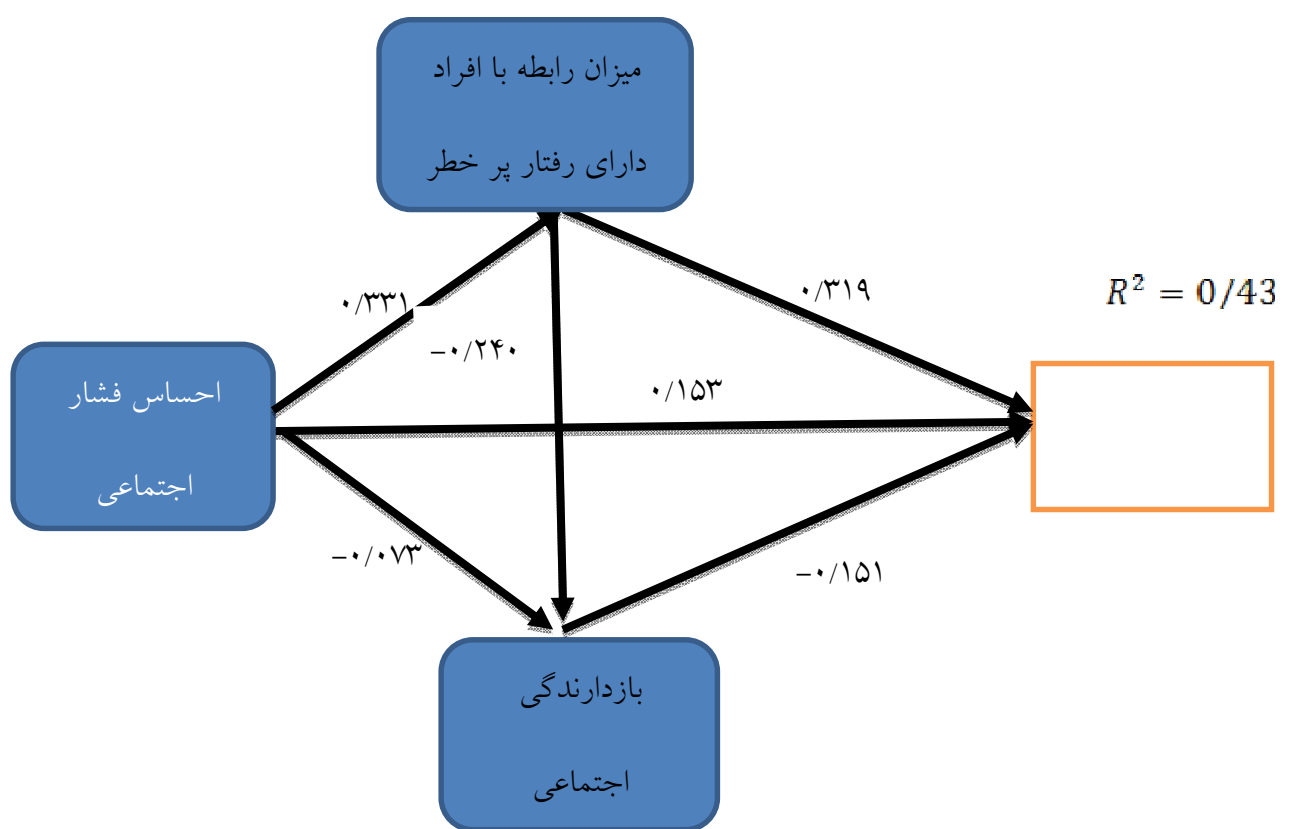 میزان رابطه با افراد
دارای رفتار پر خطر
۰/۳۳۱
۰/۳۱۹
R² = 0/43
−۰/۲۴۰
۰/۱۵۳
احساس فشار
اجتماعی
−۰/۰۷۳
−۰/۱۵۱
بازدارندگی
اجتماعی